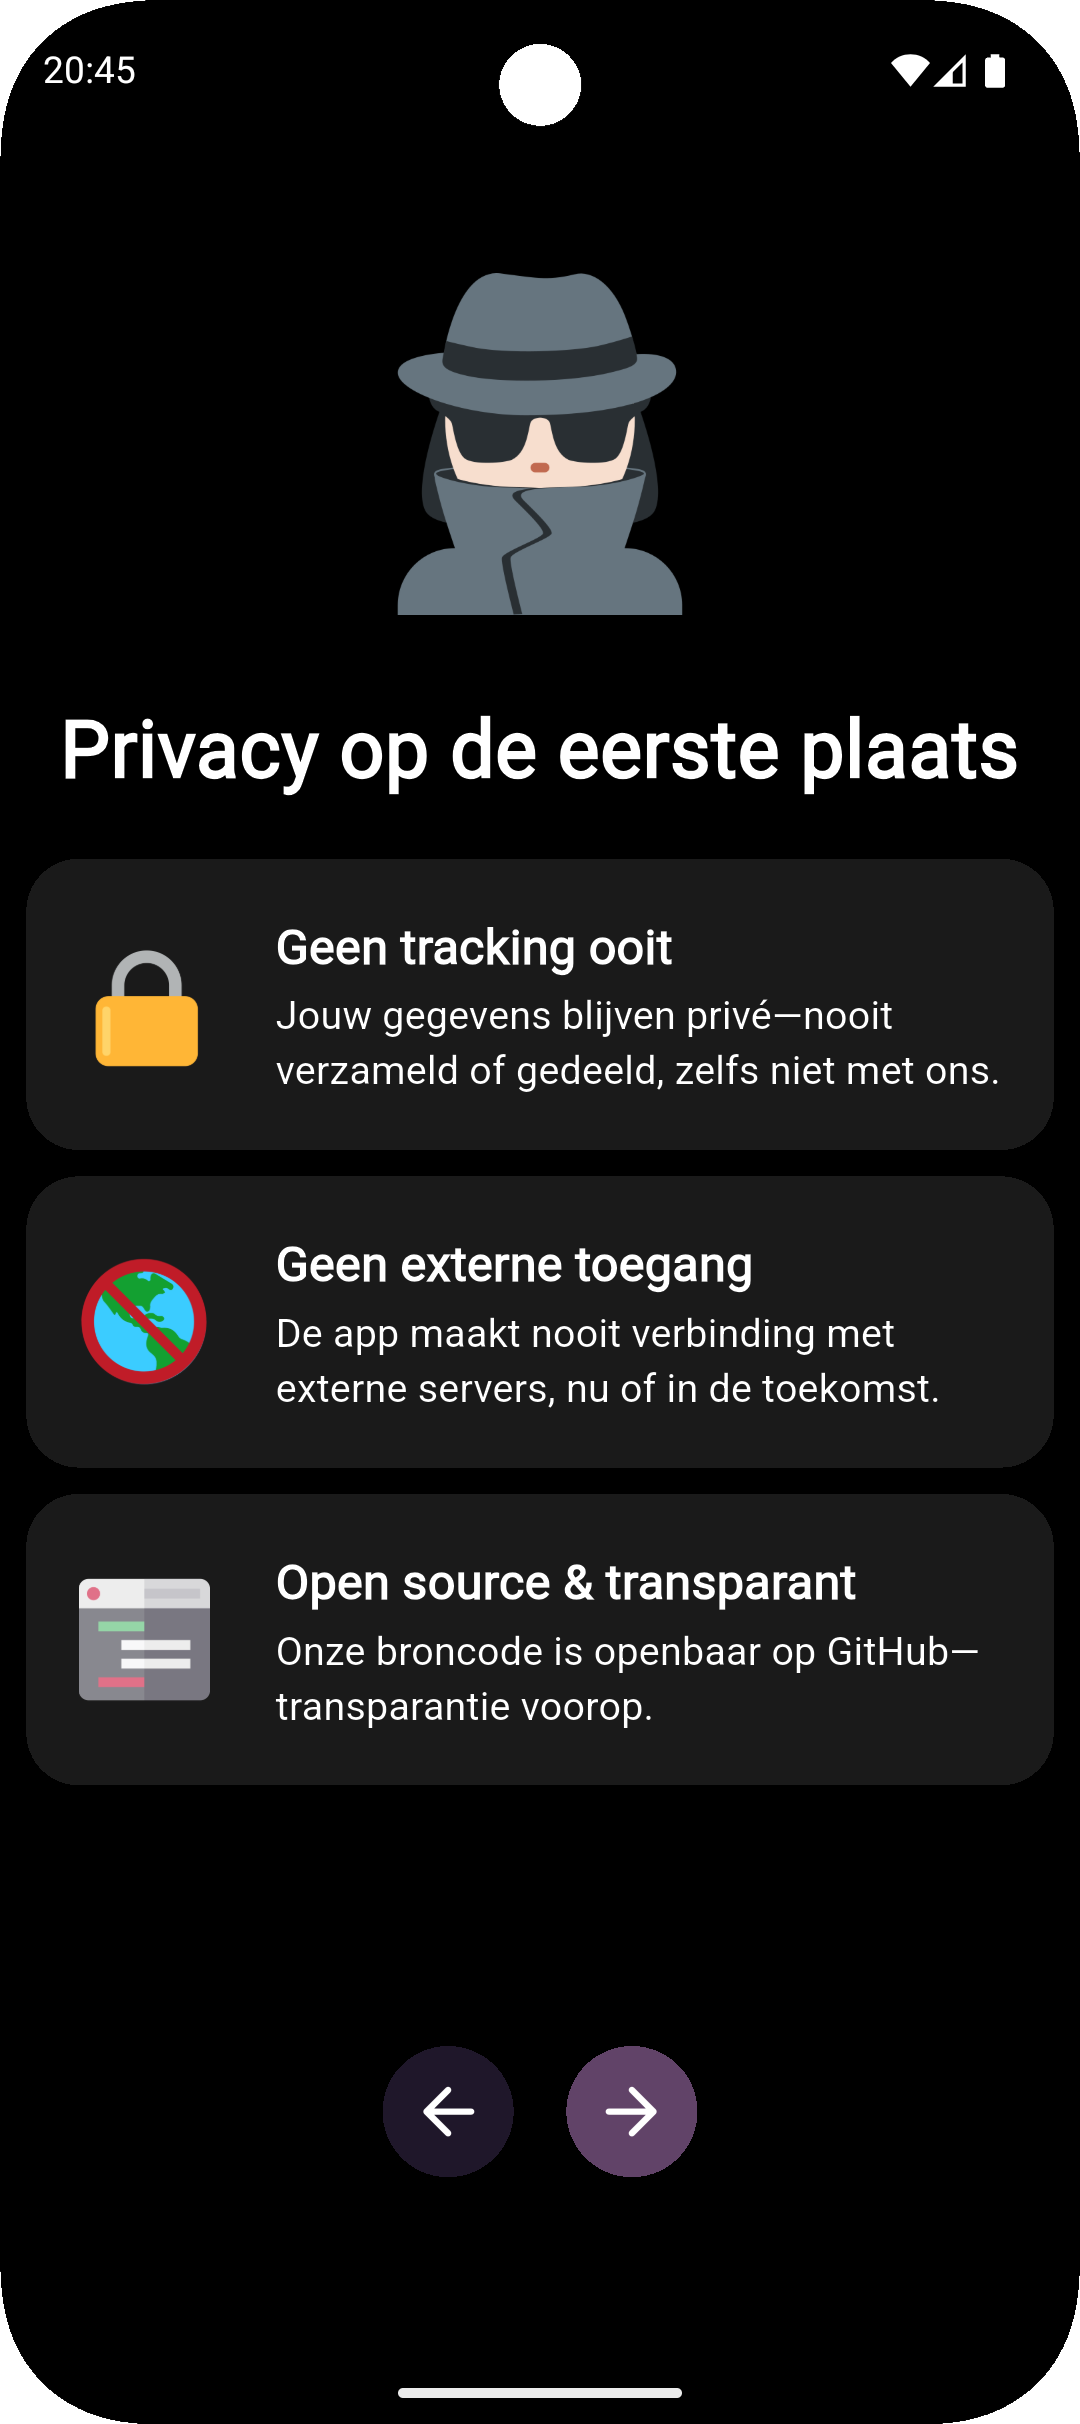 20:45
Privacy op de eerste plaats
Geen tracking ooit
Jouw gegevens blijven privé—nooit
verzameld of gedeeld, zelfs niet met ons.
Geen externe toegang
De app maakt nooit verbinding met
externe servers, nu of in de toekomst.
Open source & transparant
Onze broncode is openbaar op GitHub—
transparantie voorop.